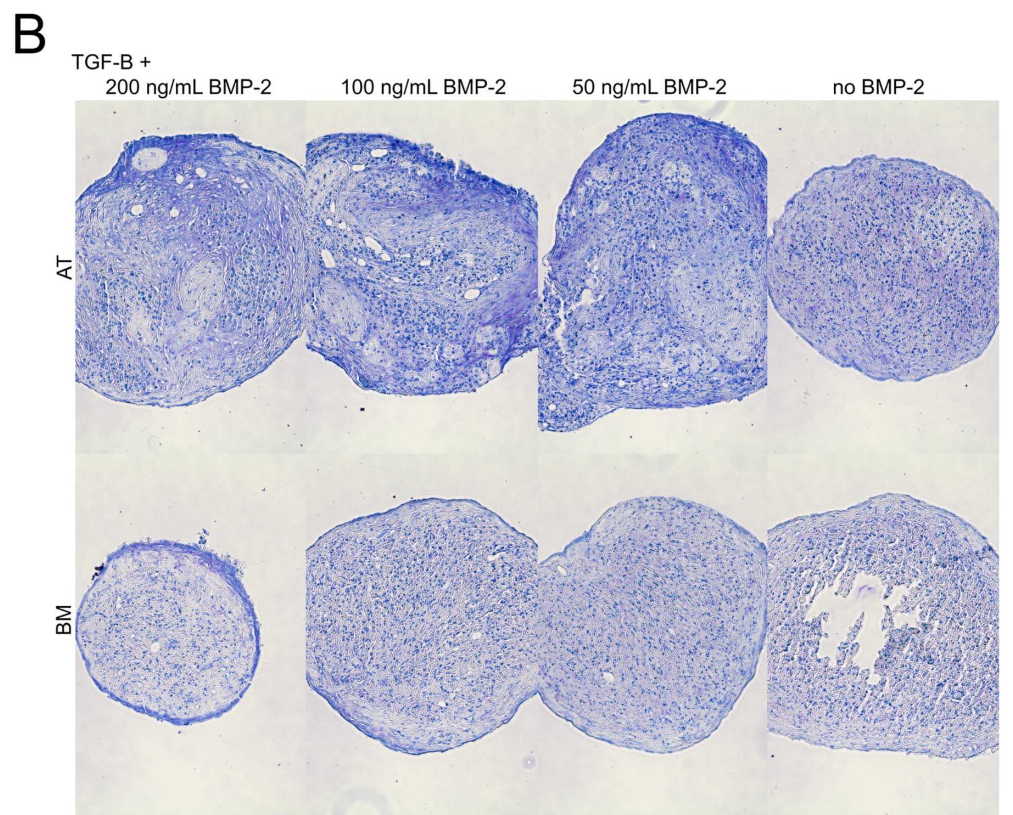 B
TGF-B +
200 ng/mL BMP-2 100 ng/mL BMP-2 50 ng/mL BMP-2 no BMP-2
AT
BM